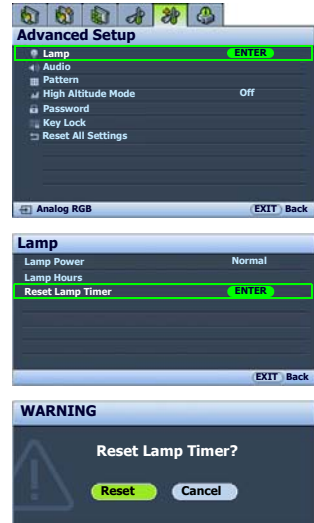 Advanced Setup
Lamp ENTER
Audio
Pattern
High Altitude Mode Off
Password
Key Lock
Reset All Settings
Analog RGB EXIT Back
Lamp
Lamp Power Normal
Lamp Hours
Reset Lamp Timer ENTER
EXIT Back
WARNING
Reset Lamp Timer?
Reset Cancel